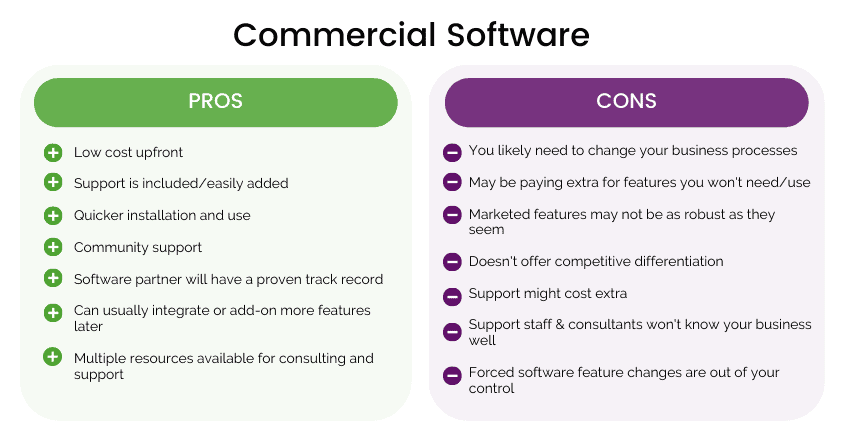 Commercial Software
PROS
Low cost upfront
Support is included/easily added
Quicker installation and use
Community support
Software partner will have a proven track record
Can usually integrate or add-on more features
later
Multiple resources available for consulting and
support
CONS
You likely need to change your business processes
May be paying extra for features you won't need/use
Marketed features may not be as robust as they
seem
Doesn't offer competitive differentiation
Support might cost extra
Support staff & consultants won't know your business
well
Forced software feature changes are out of your
control